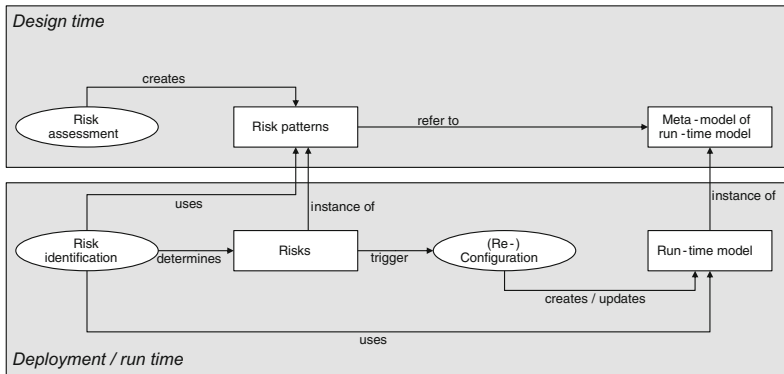 Design time
creates
Risk
assessment
Risk patterns
refer to
Meta-model of
run-time model
uses
instance of
instance of
Risk
identification
determines
Risks
trigger
(Re-)
Configuration
Run-time model
creates / updates
uses
Deployment / run time